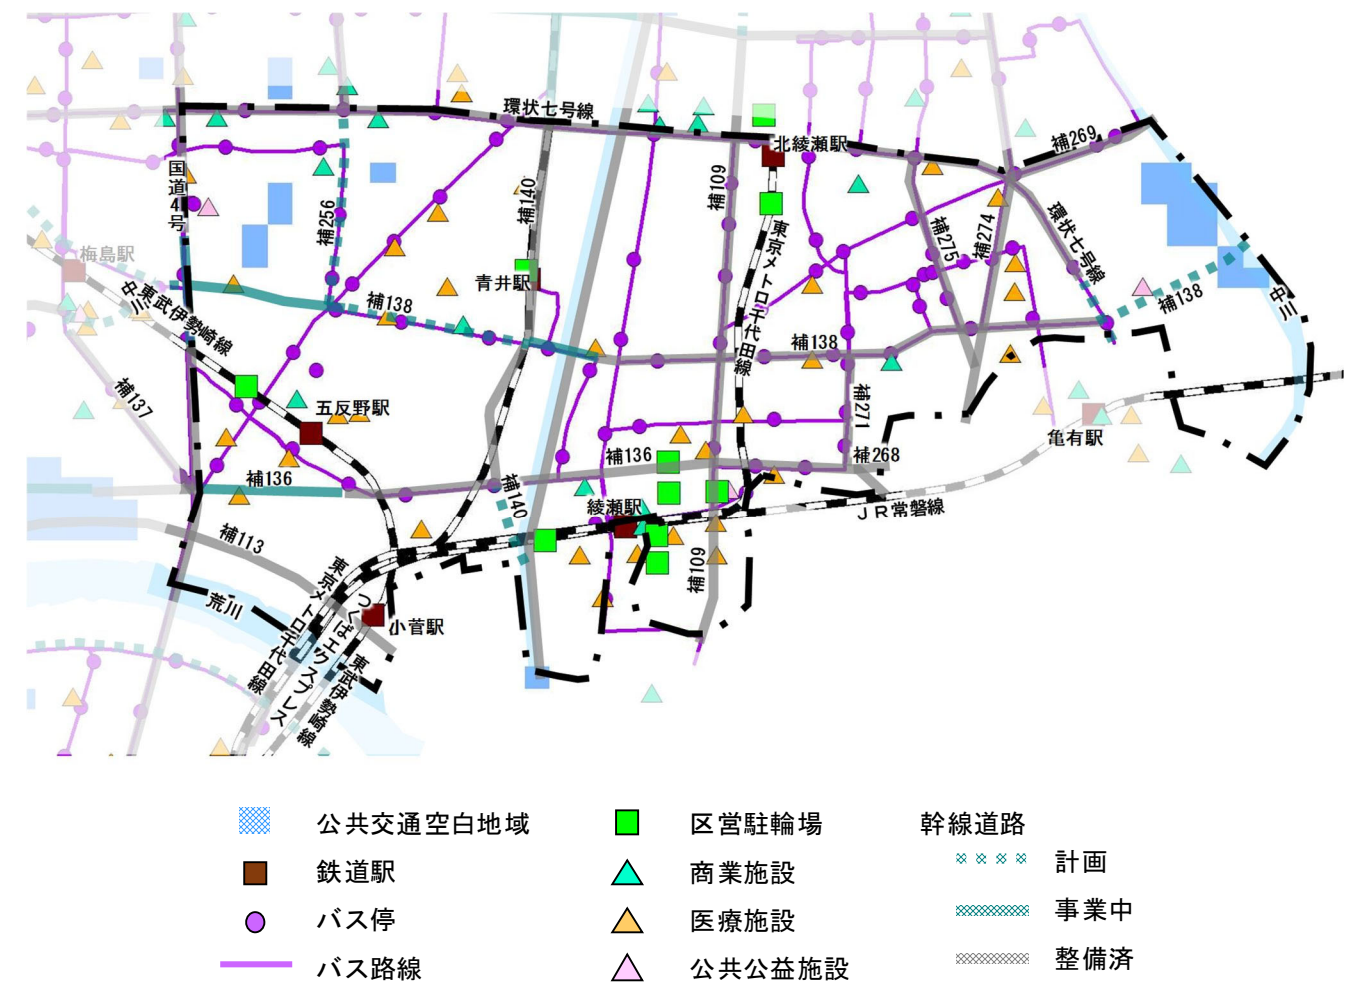 環状七号線
北綾瀬駅
補269
国道4号
補256
補140
補109
補275
補274
環状七号線
梅島駅
中川
東武伊勢崎線
青井駅
東京メトロ千代田線
補138
補138
補138
中川
補137
五反野駅
補271
補136
補136
補268
亀有駅
補140
綾瀬駅
JR常磐線
補113
補109
荒川
小菅駅
東京メトロ千代田線
つくばエクスプレス
東武伊勢崎線
公共交通空白地域
区営駐輪場
幹線道路
鉄道駅
商業施設
計画
バス停
医療施設
事業中
バス路線
公共公益施設
整備済